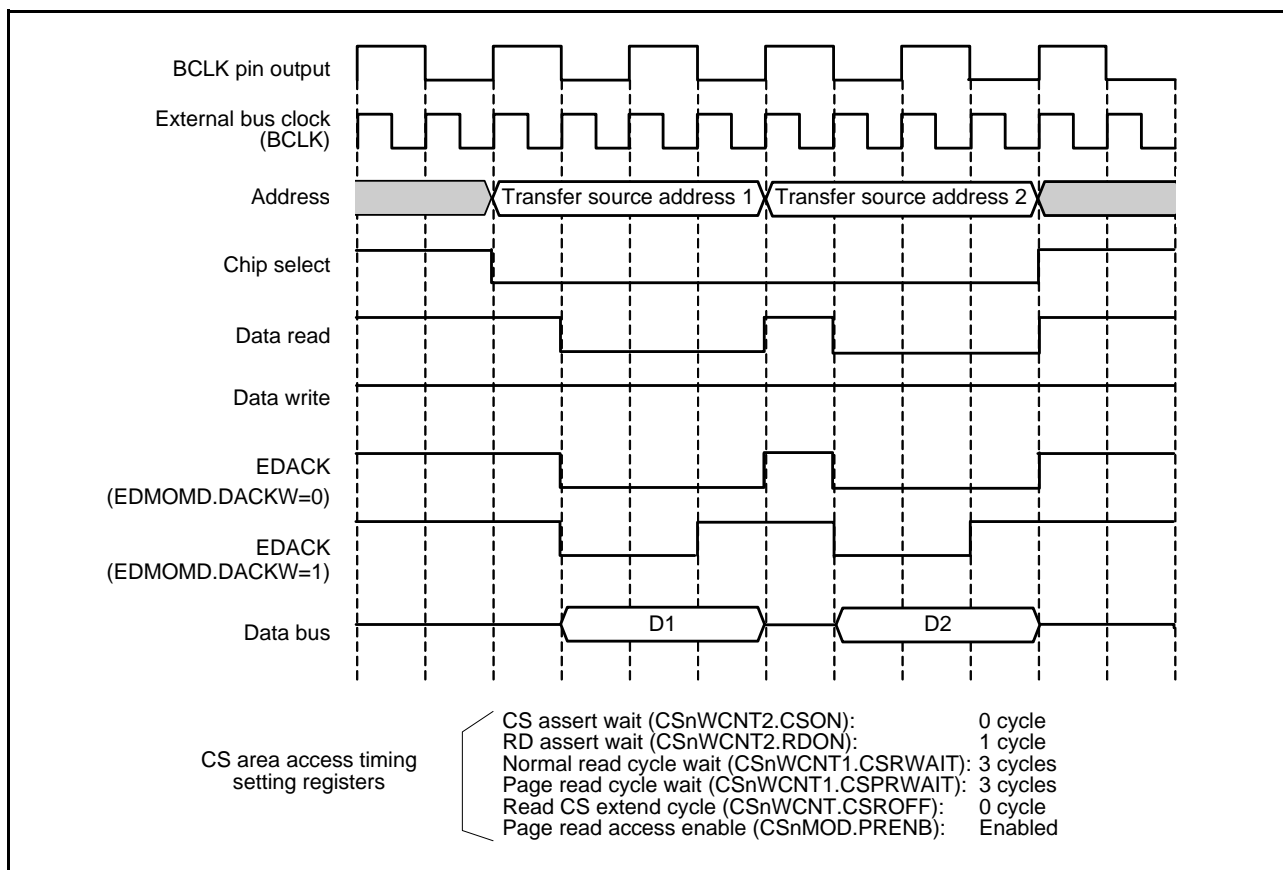 BCLK pin output
External bus clock
(BCLK)
Address
Transfer source address 1
Transfer source address 2
Chip select
Data read
Data write
EDACK
(EDMOMD.DACKW=0)
EDACK
(EDMOMD.DACKW=1)
Data bus
D1
D2
CS area access timing
setting registers
CS assert wait (CSnWCNT2.CSON): 0 cycle
RD assert wait (CSnWCNT2.RDON): 1 cycle
Normal read cycle wait (CSnWCNT1.CSRWAIT): 3 cycles
Page read cycle wait (CSnWCNT1.CSPRWAIT): 3 cycles
Read CS extend cycle (CSnWCNT.CSROFF): 0 cycle
Page read access enable (CSnMOD.PRENB): Enabled